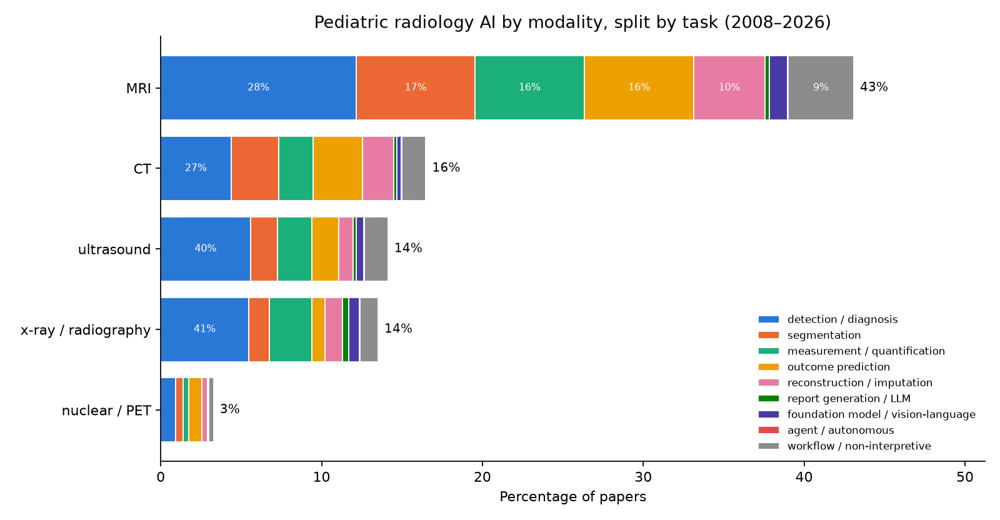 Pediatric radiology AI by modality, split by task (2008–2026)
MRI
28%
17%
16%
16%
10%
9%
43%
CT
27%
16%
ultrasound
40%
14%
x-ray / radiography
41%
14%
nuclear / PET
3%
detection / diagnosis
segmentation
measurement / quantification
outcome prediction
reconstruction / imputation
report generation / LLM
foundation model / vision-language
agent / autonomous
workflow / non-interpretive
0 10 20 30 40 50
Percentage of papers